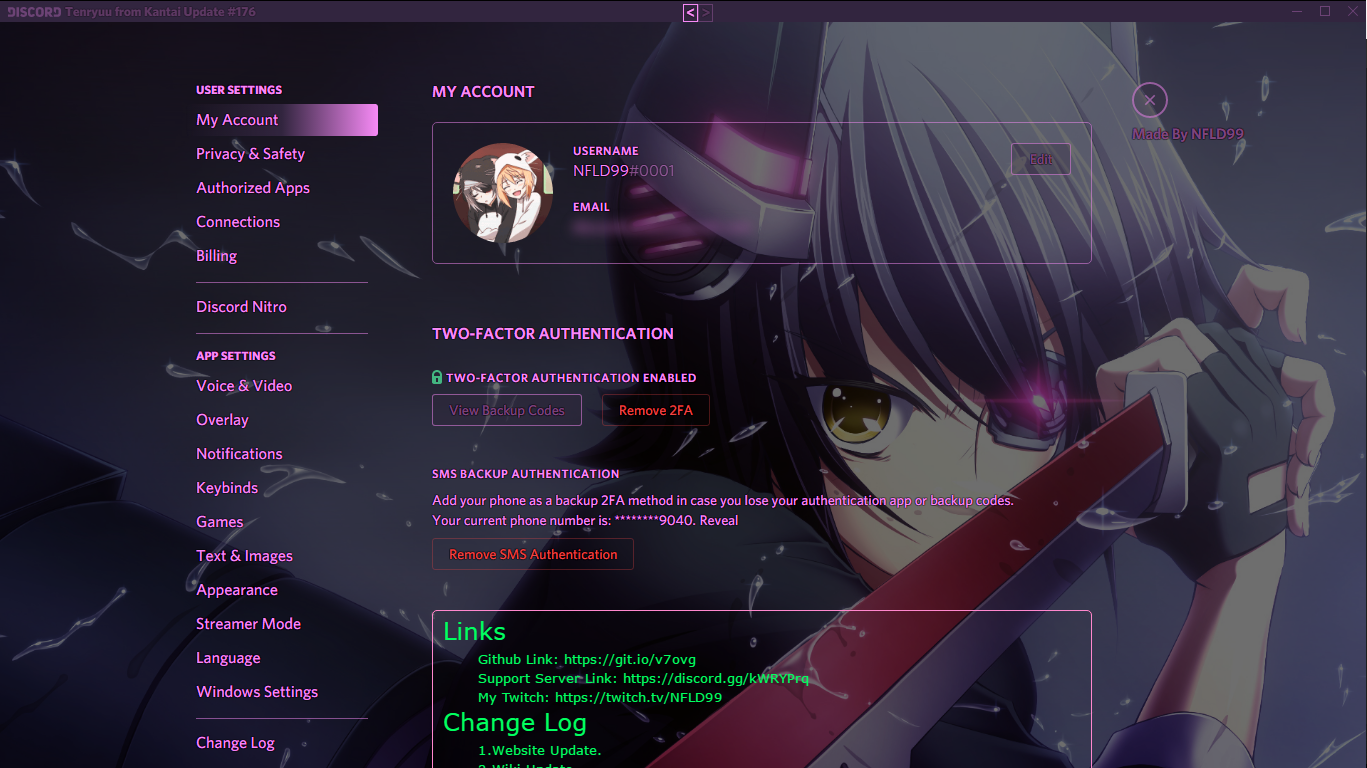 DISCORD Tenryuu from Kantai Update #176
< >
USER SETTINGS
My Account
Privacy & Safety
Authorized Apps
Connections
Billing
Discord Nitro
APP SETTINGS
Voice & Video
Overlay
Notifications
Keybinds
Games
Text & Images
Appearance
Streamer Mode
Language
Windows Settings
Change Log
MY ACCOUNT
USERNAME
NFLD99#0001
Edit
EMAIL
Made By NFLD99
TWO-FACTOR AUTHENTICATION
TWO-FACTOR AUTHENTICATION ENABLED
View Backup Codes
Remove 2FA
SMS BACKUP AUTHENTICATION
Add your phone as a backup 2FA method in case you lose your authentication app or backup codes.
Your current phone number is: ********9040. Reveal
Remove SMS Authentication
Links
Github Link: https://git.io/v7ovg
Support Server Link: https://discord.gg/kWRYPrq
My Twitch: https://twitch.tv/NFLD99
Change Log
1.Website Update.
2.Wiki Update